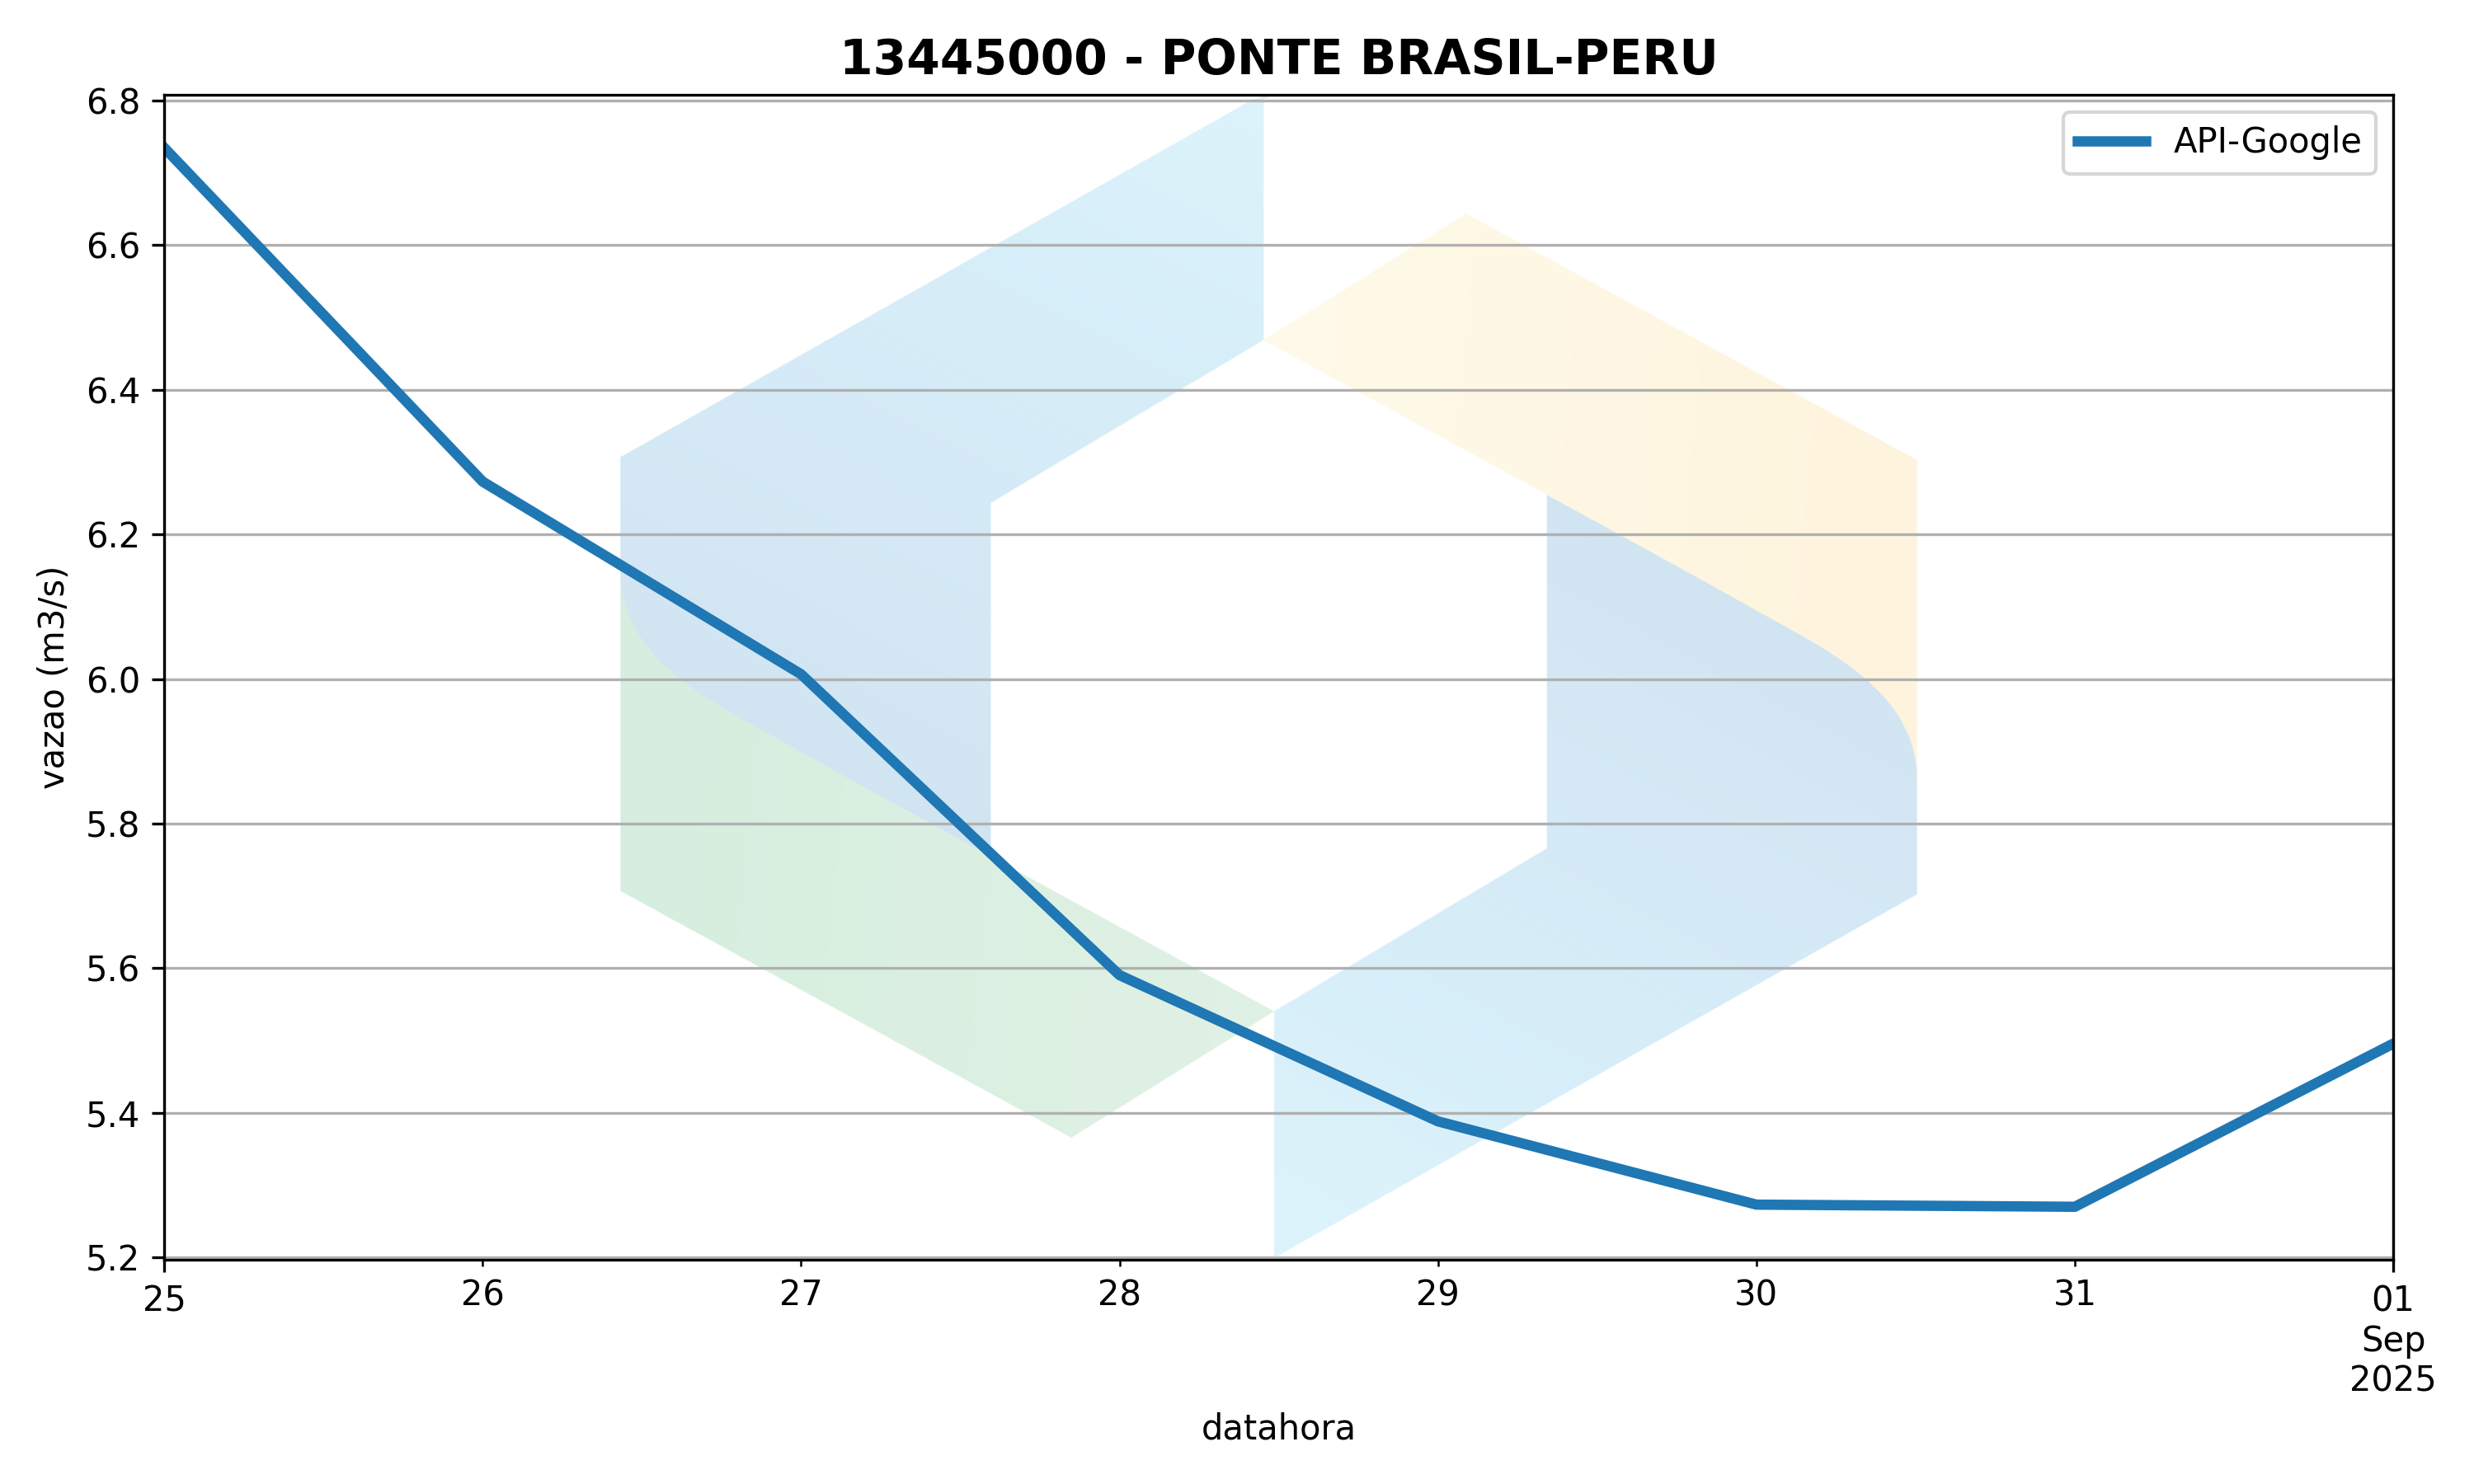 13445000 - PONTE BRASIL-PERU
API-Google
6.8
6.6
6.4
6.2
6.0
5.8
5.6
5.4
5.2
vazao (m3/s)
25 26 27 28 29 30 31 01
Sep
2025
datahora